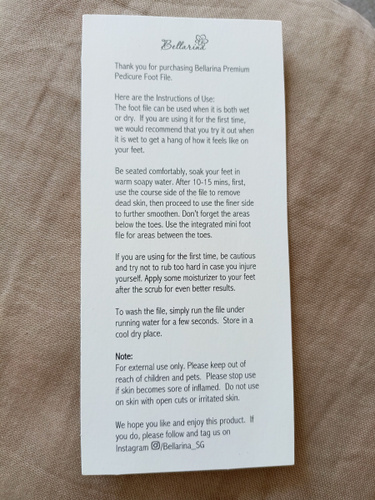 Bellarina
Thank you for purchasing Bellarina Premium
Pedicure Foot File.
Here are the Instructions of Use:
The foot file can be used when it is both wet
or dry. If you are using it for the first time,
we would recommend that you try it out when
it is wet to get a hang of how it feels like on
your feet.
Be seated comfortably, soak your feet in
warm soapy water. After 10-15 mins, first,
use the course side of the file to remove
dead skin, then proceed to use the finer side
to further smoothen. Don't forget the areas
below the toes. Use the integrated mini foot
file for areas between the toes.
If you are using for the first time, be cautious
and try not to rub too hard in case you injure
yourself. Apply some moisturizer to your feet
after the scrub for even better results.
To wash the file, simply run the file under
running water for a few seconds. Store in a
cool dry place.
Note:
For external use only. Please keep out of
reach of children and pets. Please stop use
if skin becomes sore of inflamed. Do not use
on skin with open cuts or irritated skin.
We hope you like and enjoy this product. If
you do, please follow and tag us on
Instagram /Bellarina_SG